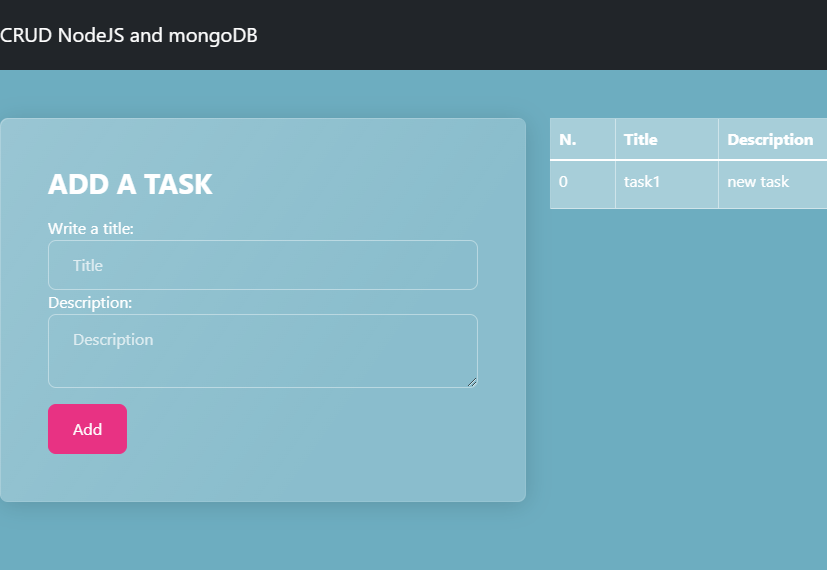 CRUD NodeJS and mongoDB
ADD A TASK
Write a title:
Title
Description:
Description
Add
N. Title Description
0 task1 new task